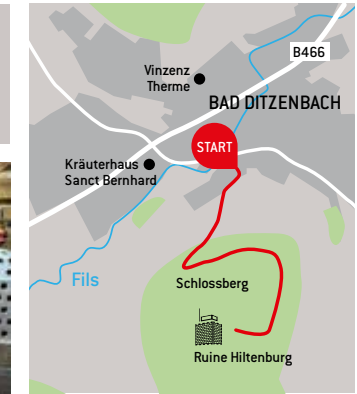 B466
Vinzenz
Therme
BAD DITZENBACH
START
Kräuterhaus
Sanct Bernhard
Fils
Schlossberg
Ruine Hiltenburg